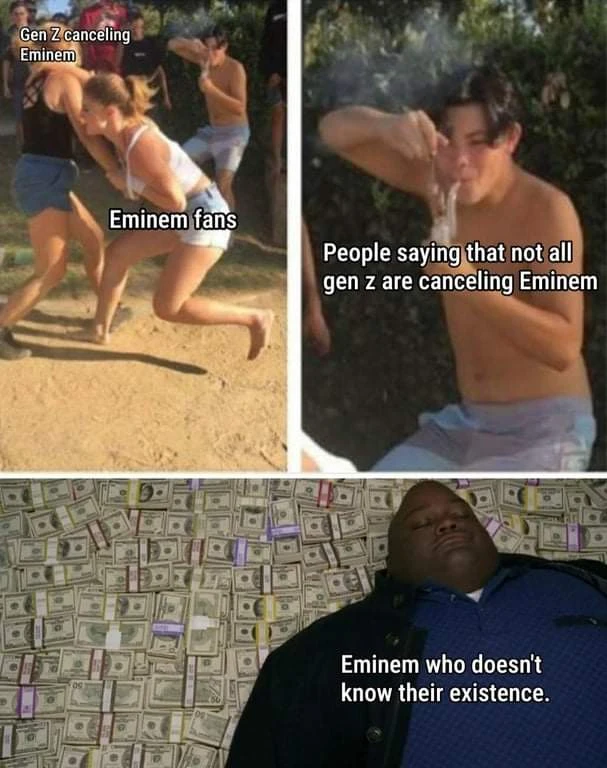 Gen Z canceling
Eminem
Eminem fans
People saying that not all
gen z are canceling Eminem
Eminem who doesn't
know their existence.